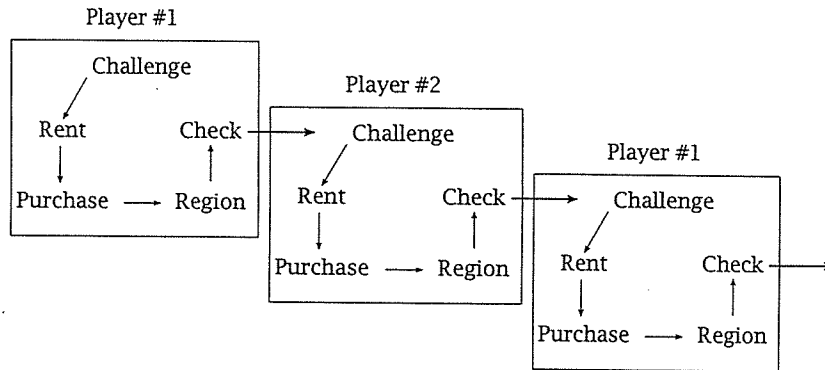 Player #1
Challenge
Rent
Check
Purchase
Region
Player #2
Challenge
Rent
Check
Purchase
Region
Player #1
Challenge
Rent
Check
Purchase
Region